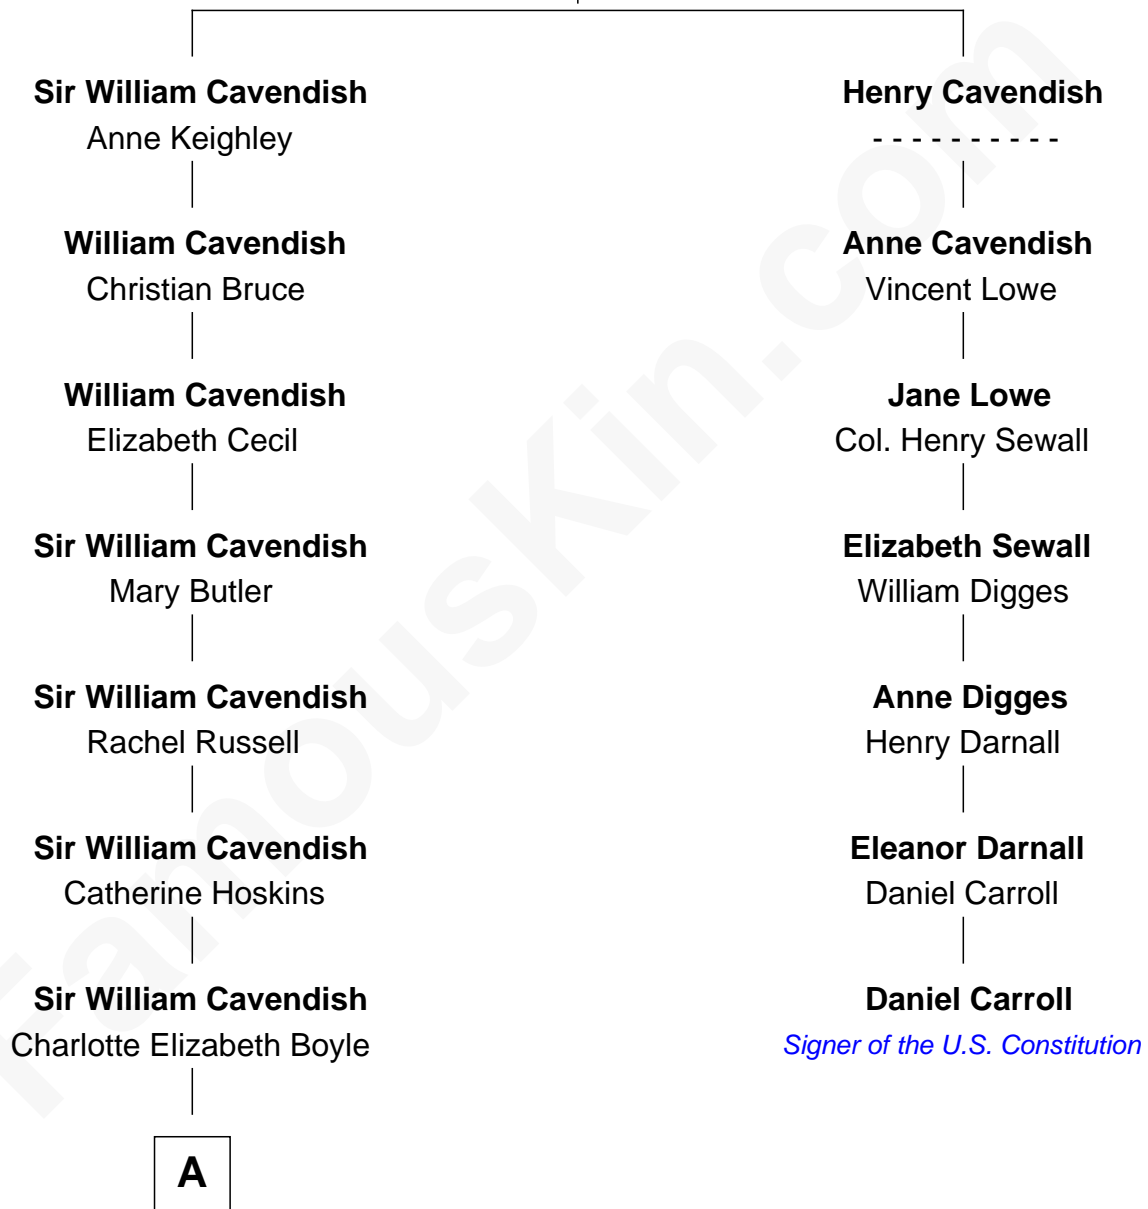 Sir William Cavendish
Anne Keighley
William Cavendish
Christian Bruce
William Cavendish
Elizabeth Cecil
Sir William Cavendish
Mary Butler
Sir William Cavendish
Rachel Russell
Sir William Cavendish
Catherine Hoskins
Sir William Cavendish
Charlotte Elizabeth Boyle
A
Henry Cavendish
- - - - - - - - - -
Anne Cavendish
Vincent Lowe
Jane Lowe
Col. Henry Sewall
Elizabeth Sewall
William Digges
Anne Digges
Henry Darnall
Eleanor Darnall
Daniel Carroll
Daniel Carroll
Signer of the U.S. Constitution
FamousKin.com